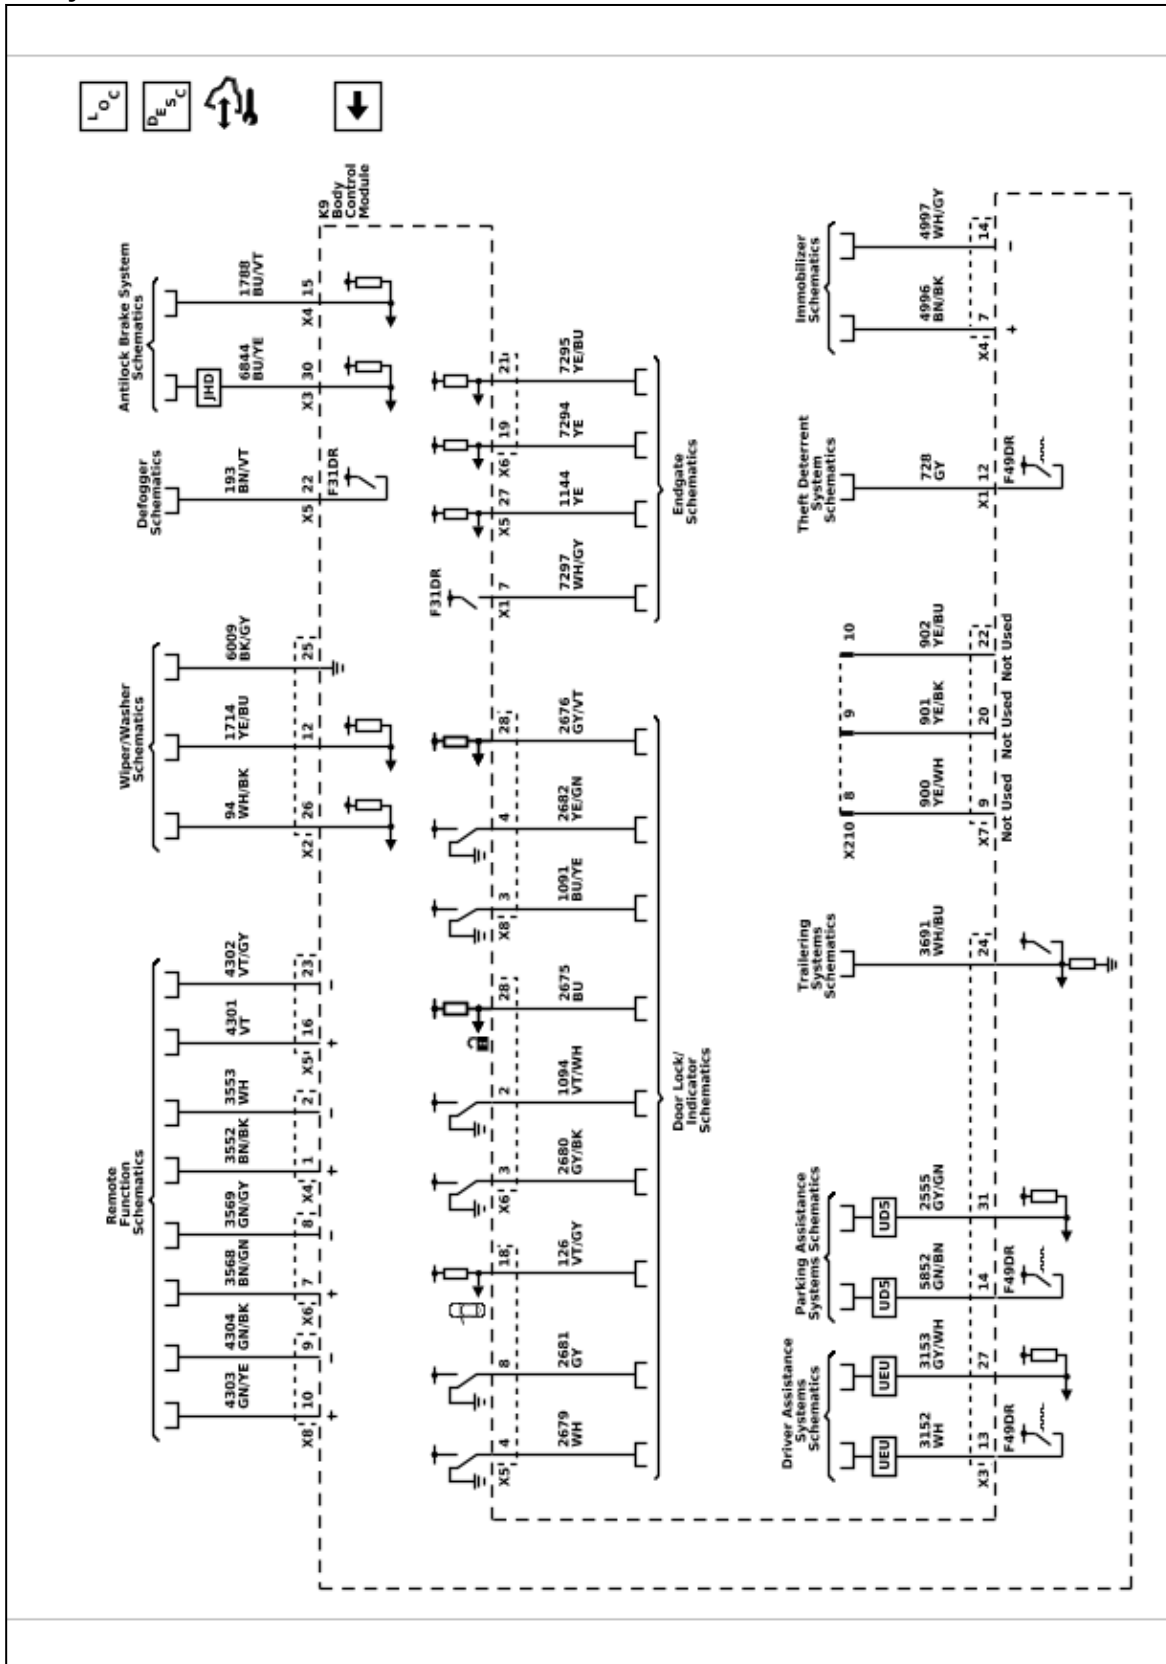 LOC
DESC
K9
Body
Control
Module
Remote
Function
Schematics
4303
GN/YE
4304
GN/BK
3568
BN/GN
3569
GN/GY
3552
BN/BK
3553
WH
4301
VT
4302
VT/GY
X8 10 9
X6 7 8
X4 1 2
X5 16 23
+ - + - + - + -
Wiper/Washer
Schematics
94
WH/BK
1714
YE/BU
6009
BK/GY
X2 26 12 25
Defogger
Schematics
193
BN/VT
X5 22
F31DR
Antilock Brake System
Schematics
JHD
6844
BU/YE
1788
BU/VT
X3 30
X4 15
X5 4 8 18
X6 3 2 28
X8 3 4 28
2679
WH
2681
GY
126
VT/GY
2680
GY/BK
1094
VT/WH
2675
BU
1091
BU/YE
2682
YE/GN
2676
GY/VT
Door Lock/
Indicator
Schematics
F31DR
X1 7
X5 27
X6 19 21
7297
WH/GY
1144
YE
7294
YE
7295
YE/BU
Endgate
Schematics
Driver Assistance
Systems
Schematics
UEU
UEU
3152
WH
3153
GY/WH
X3 13 27
F49DR
Parking Assistance
Systems Schematics
UD5
UD5
5852
GN/BN
2555
GY/GN
14 31
F49DR
Trailering
Systems
Schematics
3691
WH/BU
24
X210 8 9 10
900
YE/WH
901
YE/BK
902
YE/BU
X7 9 20 22
Not Used Not Used Not Used
Theft Deterrent
System
Schematics
728
GY
X1 12
F49DR
Immobilizer
Schematics
4996
BN/BK
4997
WH/GY
X4 7 14
+ -